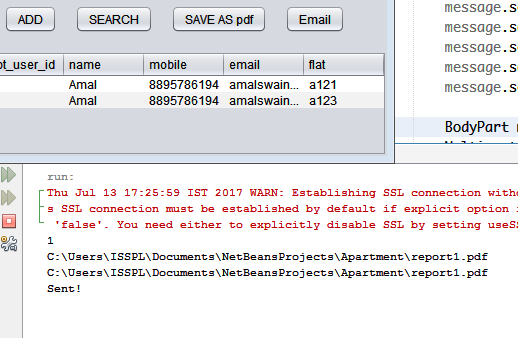 ADD SEARCH SAVE AS pdf Email
pt_user_id name mobile email flat
Amal 8895786194 amalswain... a121
Amal 8895786194 amalswain... a123
message.s
message.s
message.s
message.s
message.s
BodyPart
run:
Thu Jul 13 17:25:59 IST 2017 WARN: Establishing SSL connection with
s SSL connection must be established by default if explicit option i
'false'. You need either to explicitly disable SSL by setting useSS
1
C:\Users\ISSPL\Documents\NetBeansProjects\Apartment\report1.pdf
C:\Users\ISSPL\Documents\NetBeansProjects\Apartment\report1.pdf
Sent!